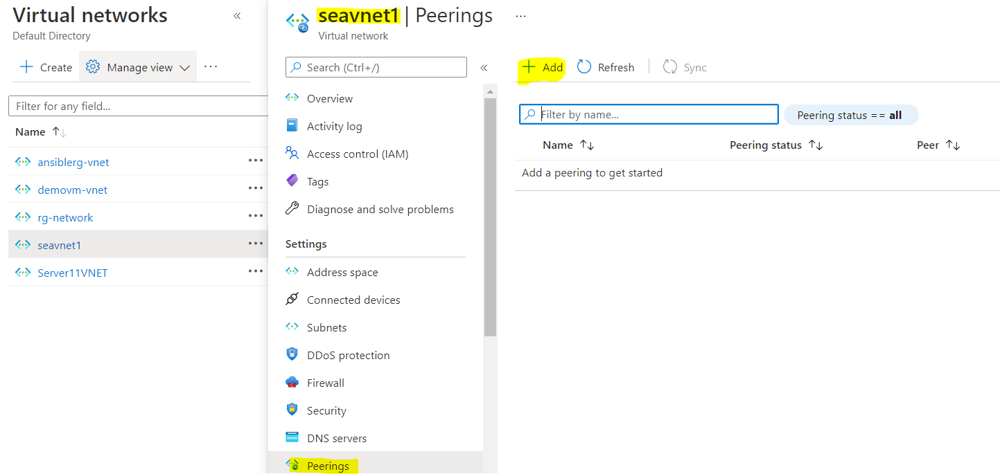 Virtual networks
«
Default Directory
Create
Manage view
...
Filter for any field...
Name
ansiblerg-vnet
...
demovm-vnet
...
rg-network
...
seavnet1
...
Server11VNET
...
seavnet1 | Peerings
...
Virtual network
Search (Ctrl+/)
«
Overview
Activity log
Access control (IAM)
Tags
Diagnose and solve problems
Settings
Address space
Connected devices
Subnets
DDoS protection
Firewall
Security
DNS servers
Peerings
Add
Refresh
Sync
Filter by name...
Peering status == all
Name
Peering status
Peer
Add a peering to get started